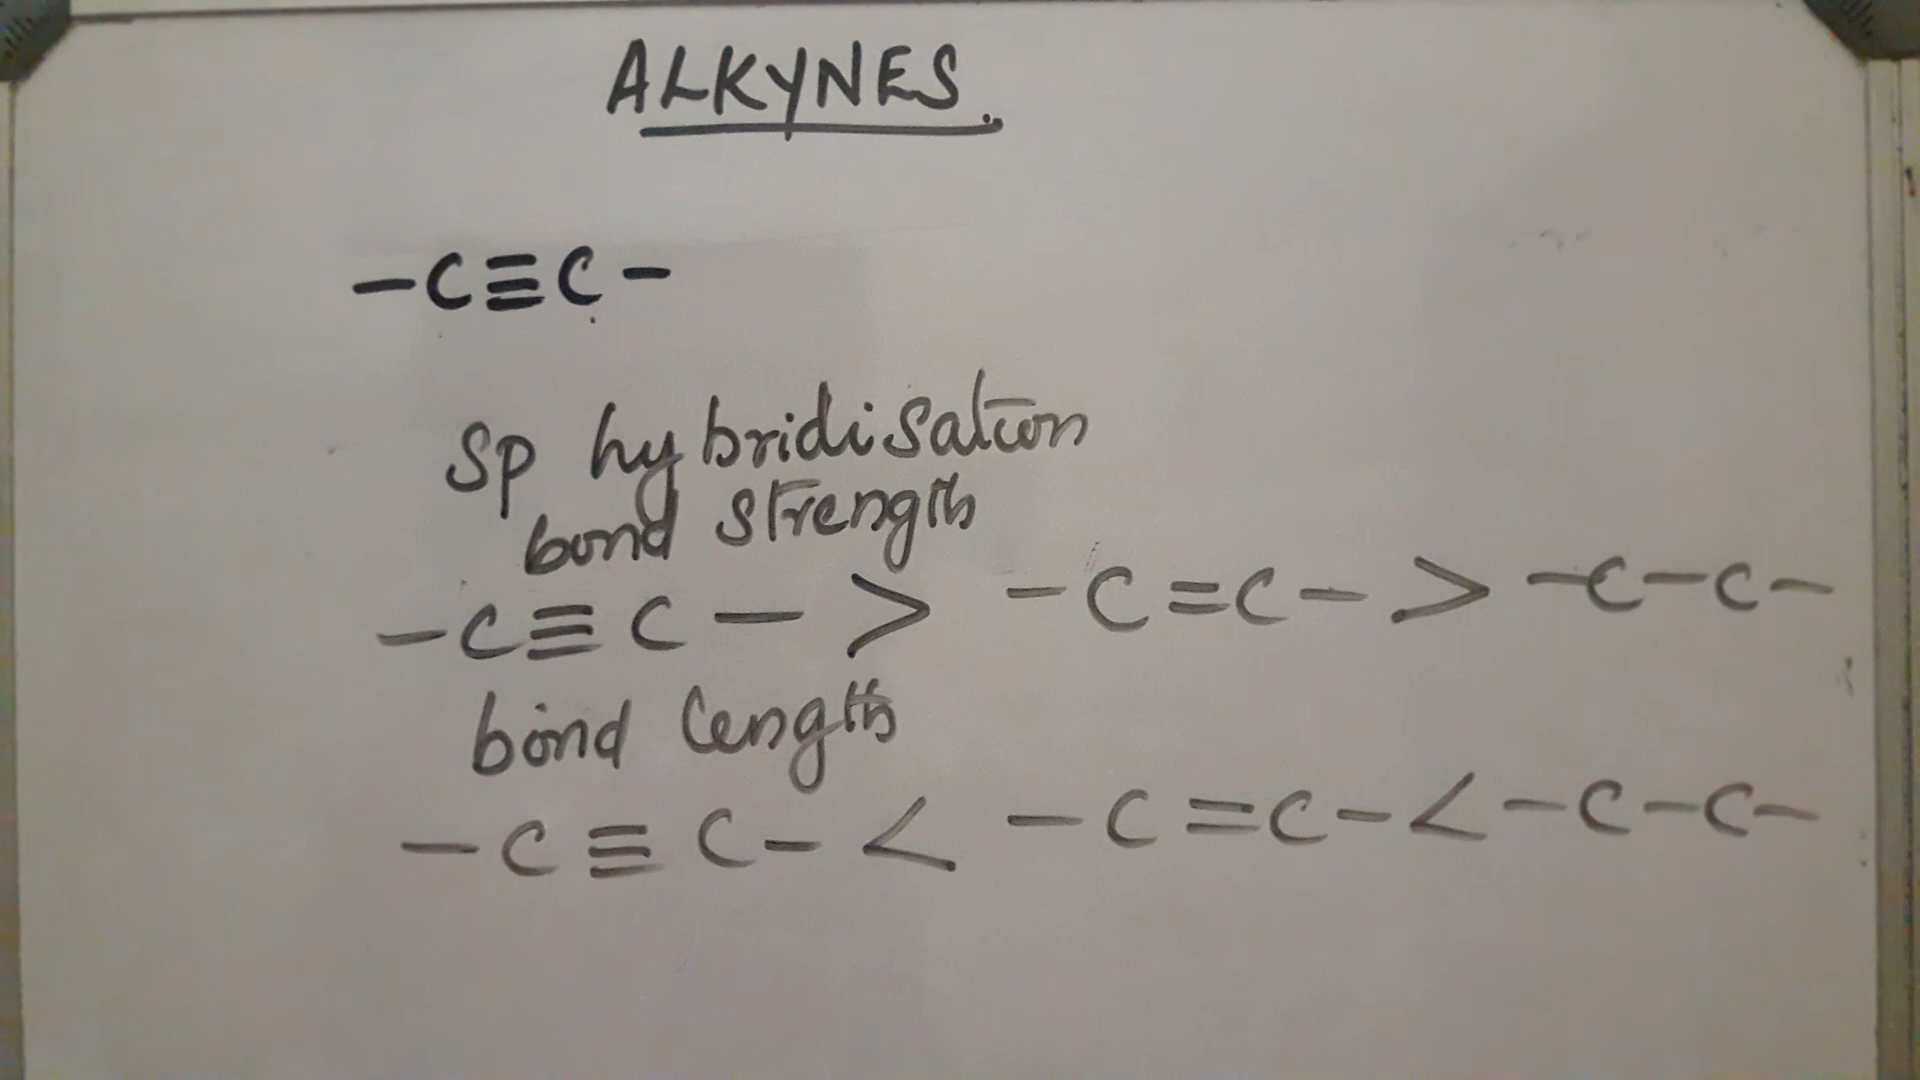 ALKYNES
-C≡C-
Sp hybridisation
bond strength
-C≡C- > -C=C- > -C-C-
bond length
-C≡C- < -C=C- < -C-C-